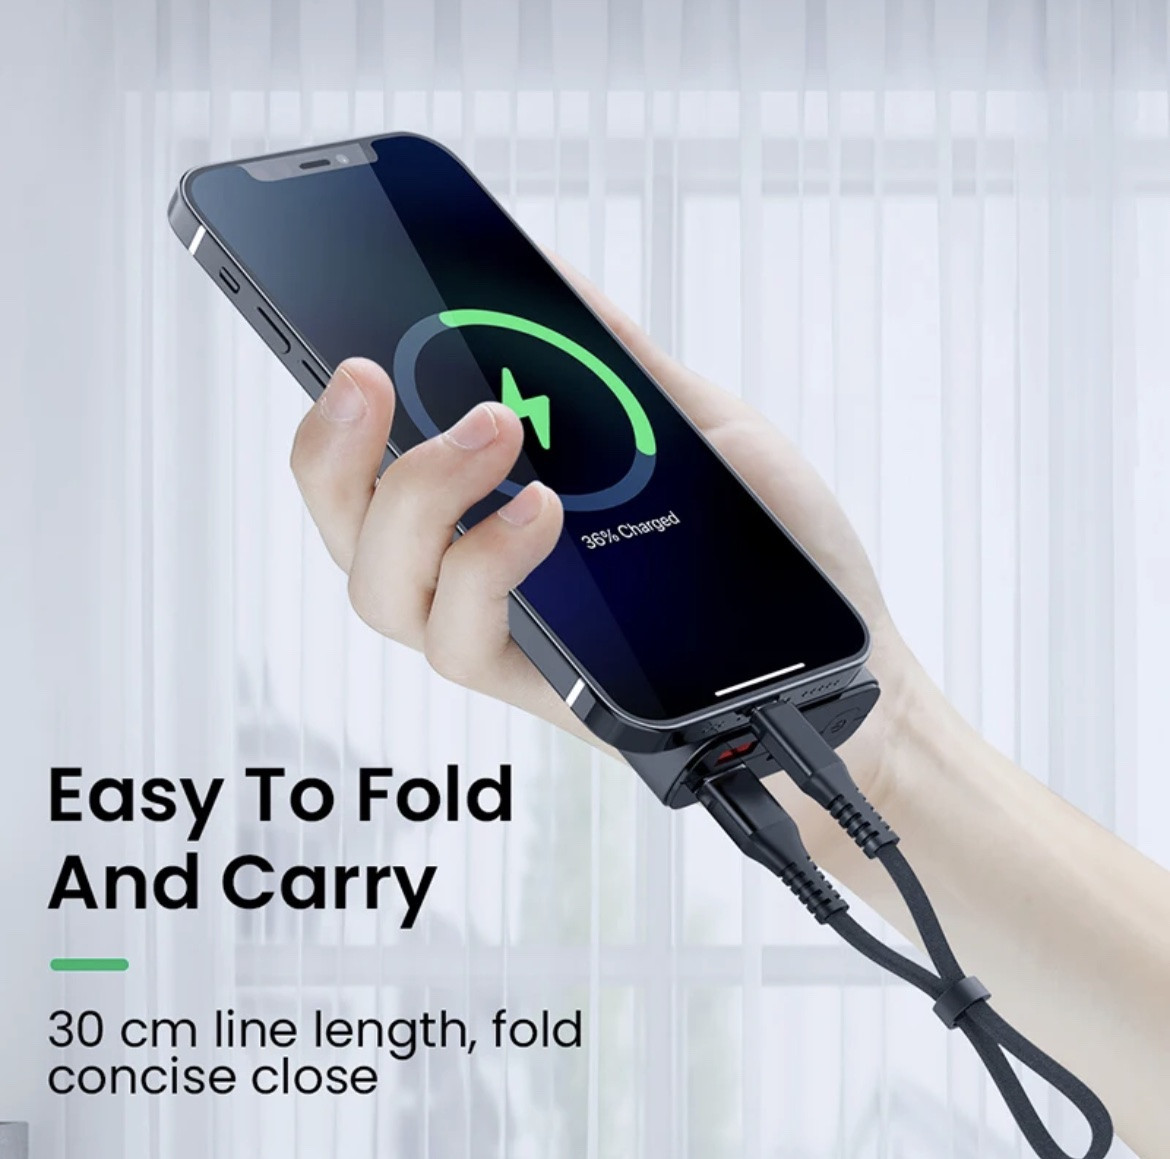 36% Charged
Easy To Fold
And Carry
30 cm line length, fold
concise close